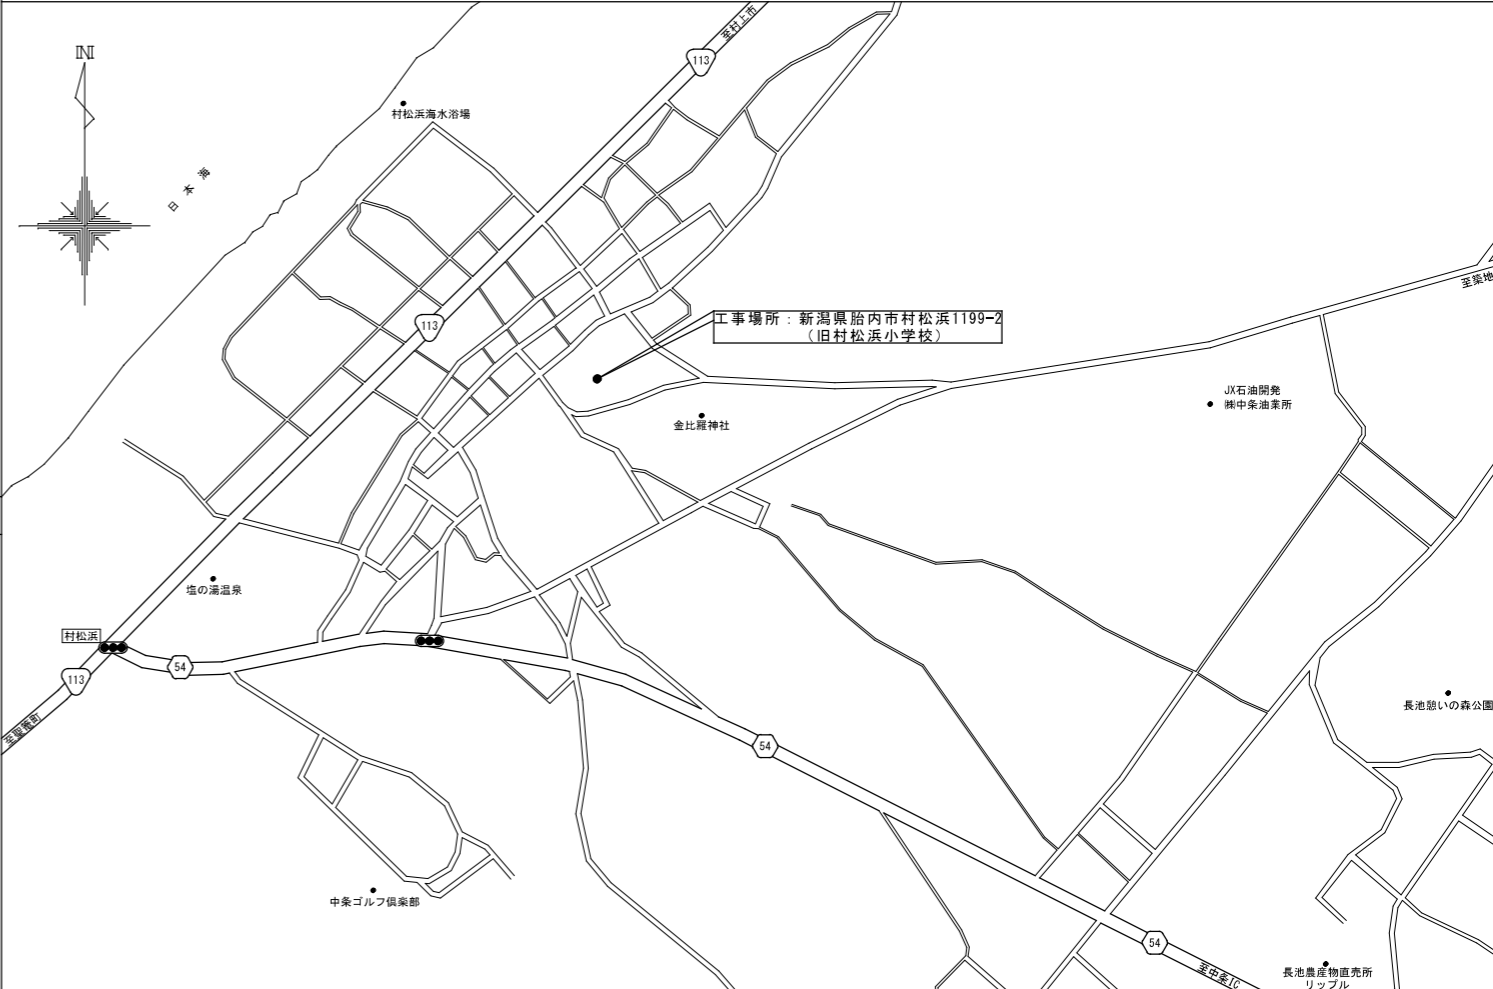 至村上市
N
113
村松浜海水浴場
日本海
至築地
工事場所：新潟県胎内市村松浜1199-2
（旧村松浜小学校）
113
JX石油開発
㈱中条油業所
金比羅神社
塩の湯温泉
村松浜
54
113
長池憩いの森公園
至聖篭町
54
中条ゴルフ倶楽部
54
至中条IC
長池農産物直売所
リップル